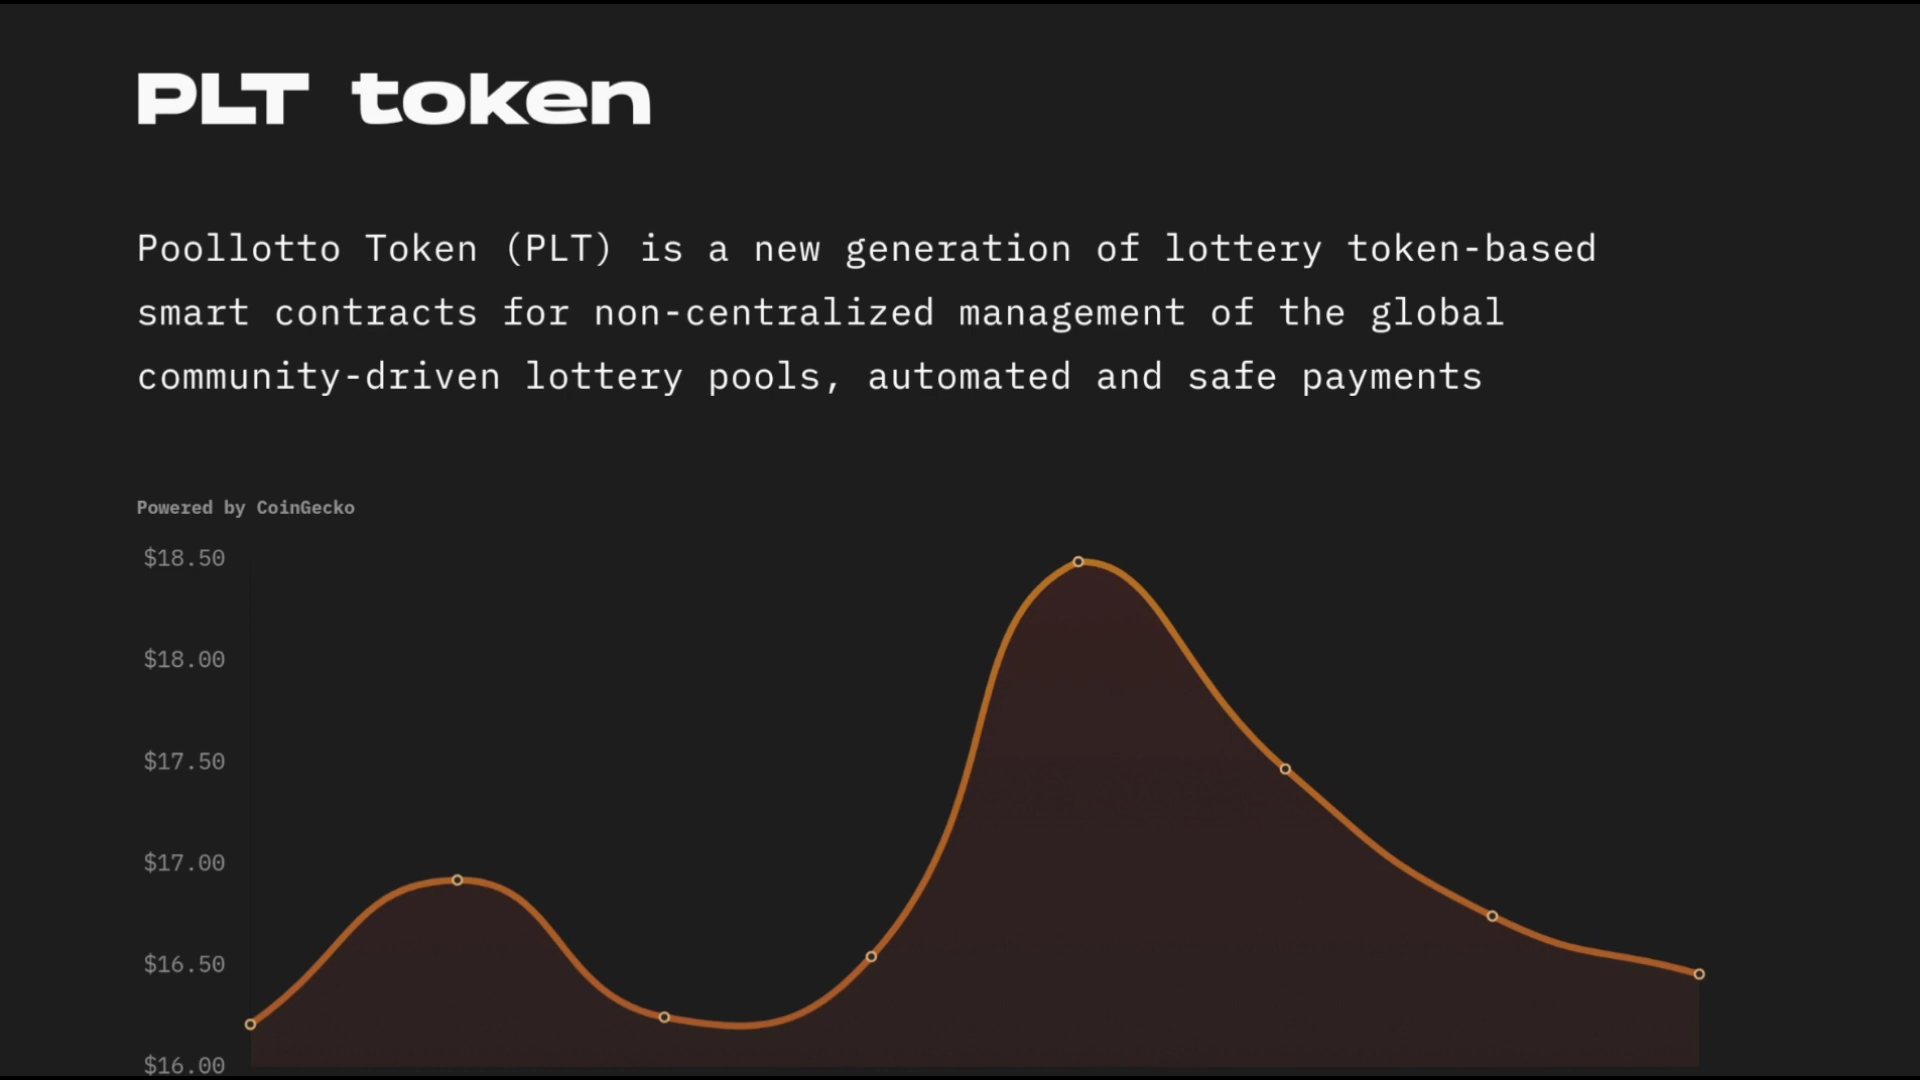 PLT token
Poollotto Token (PLT) is a new generation of lottery token-based
smart contracts for non-centralized management of the global
community-driven lottery pools, automated and safe payments
Powered by CoinGecko
$18.50
$18.00
$17.50
$17.00
$16.50
$16.00